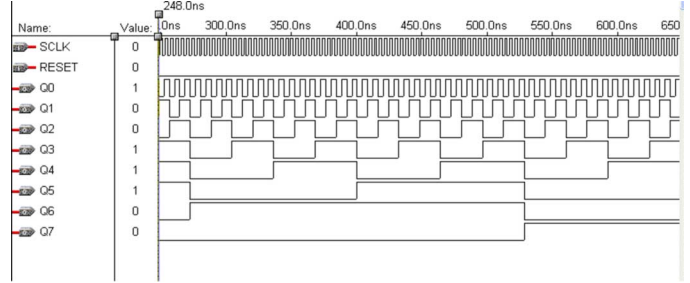 248.0ns
Name: Value: 0ns 300.0ns 350.0ns 400.0ns 450.0ns 500.0ns 550.0ns 600.0ns 650
SCLK 0
RESET 0
Q0 1
Q1 0
Q2 0
Q3 1
Q4 1
Q5 1
Q6 0
Q7 0